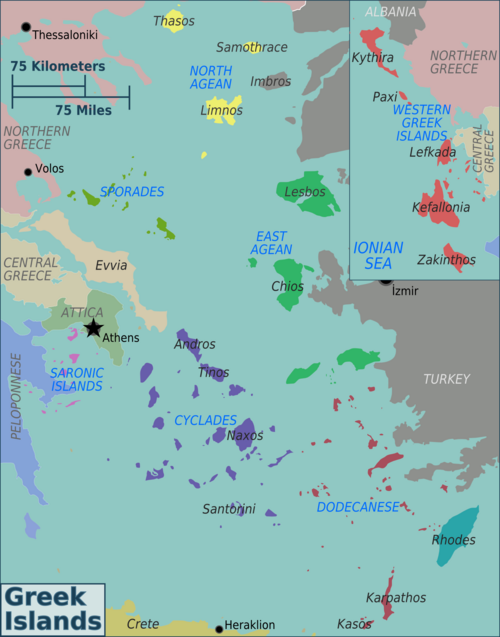 Thessaloniki
75 Kilometers
75 Miles
Thasos
Samothrace
NORTH
AEGEAN
Imbros
Limnos
ALBANIA
Kythira
NORTHERN
GREECE
Paxi
WESTERN
GREEK
ISLANDS
CENTRAL
GREECE
Lefkada
Kefallonia
IONIAN
SEA
Zakinthos
NORTHERN
GREECE
Volos
SPORADES
Lesbos
EAST
AGEAN
Chios
Izmir
CENTRAL
GREECE
Evvia
ATTICA
Athens
SARONIC
ISLANDS
PELOPONNESE
Andros
Tinos
CYCLADES
Naxos
Santorini
TURKEY
DODECANESE
Rhodes
Karpathos
Kasos
Greek
Islands
Crete
Heraklion